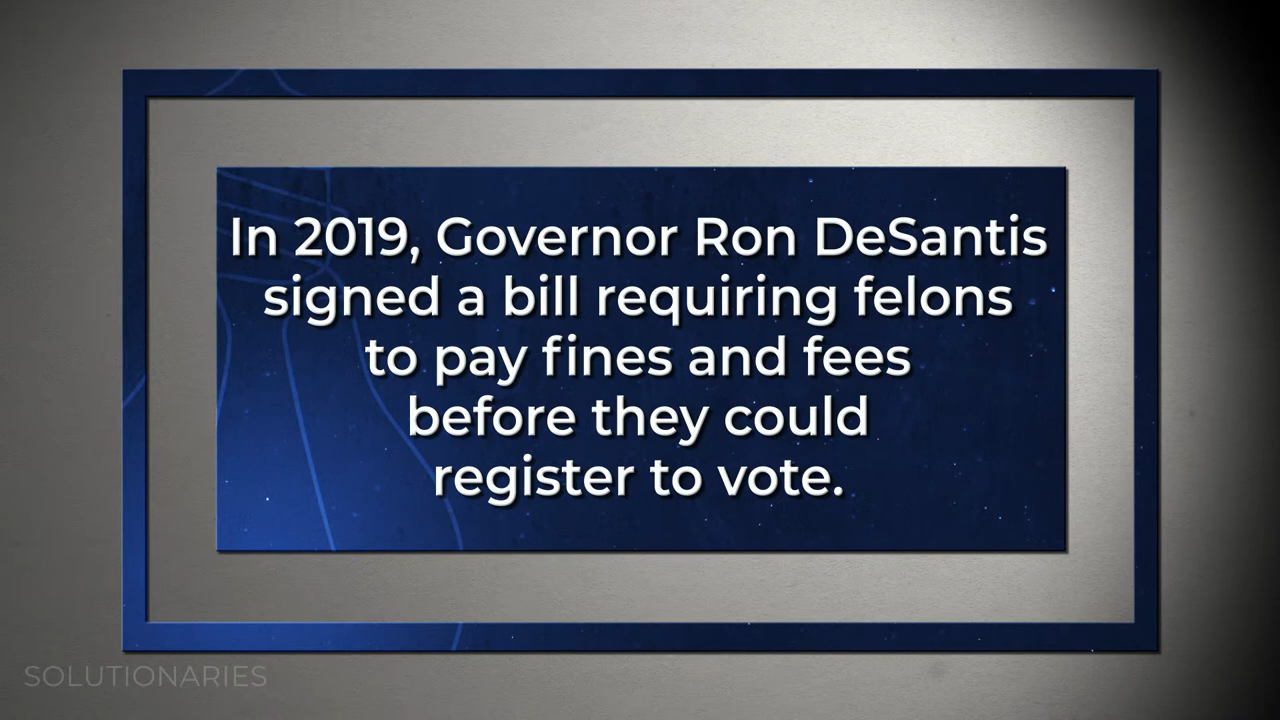 In 2019, Governor Ron DeSantis
signed a bill requiring felons
to pay fines and fees
before they could
register to vote.
SOLUTIONARIES